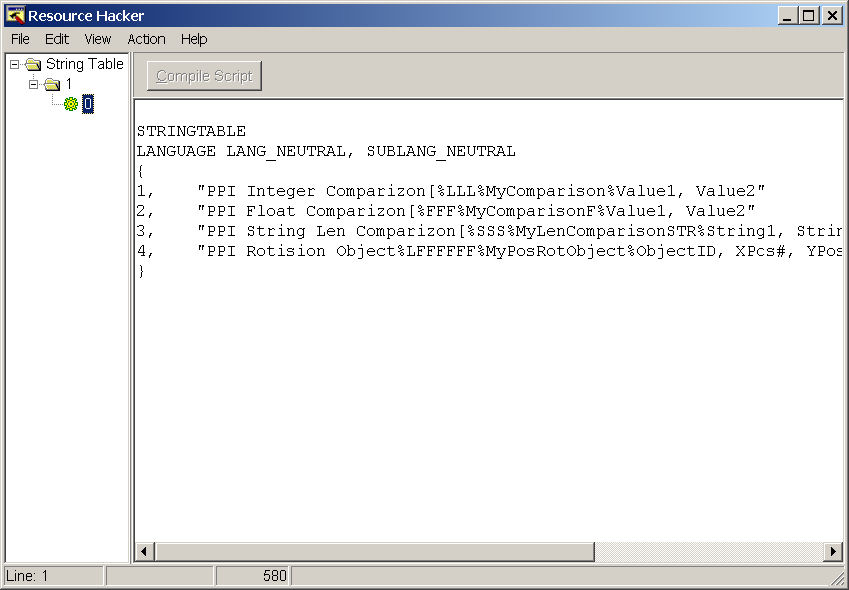 Resource Hacker
File Edit View Action Help
String Table
1
0
Compile Script
STRINGTABLE
LANGUAGE LANG_NEUTRAL, SUBLANG_NEUTRAL
{
1, "PPI Integer Comparizon[%LLL%MyComparison%Value1, Value2"
2, "PPI Float Comparizon[%FFF%MyComparisonF%Value1, Value2"
3, "PPI String Len Comparizon[%SSS%MyLenComparisonSTR%String1, Strin
4, "PPI Rotision Object%LFFFFFF%MyPosRotObject%ObjectID, XPcs#, YPos
}
Line: 1 580